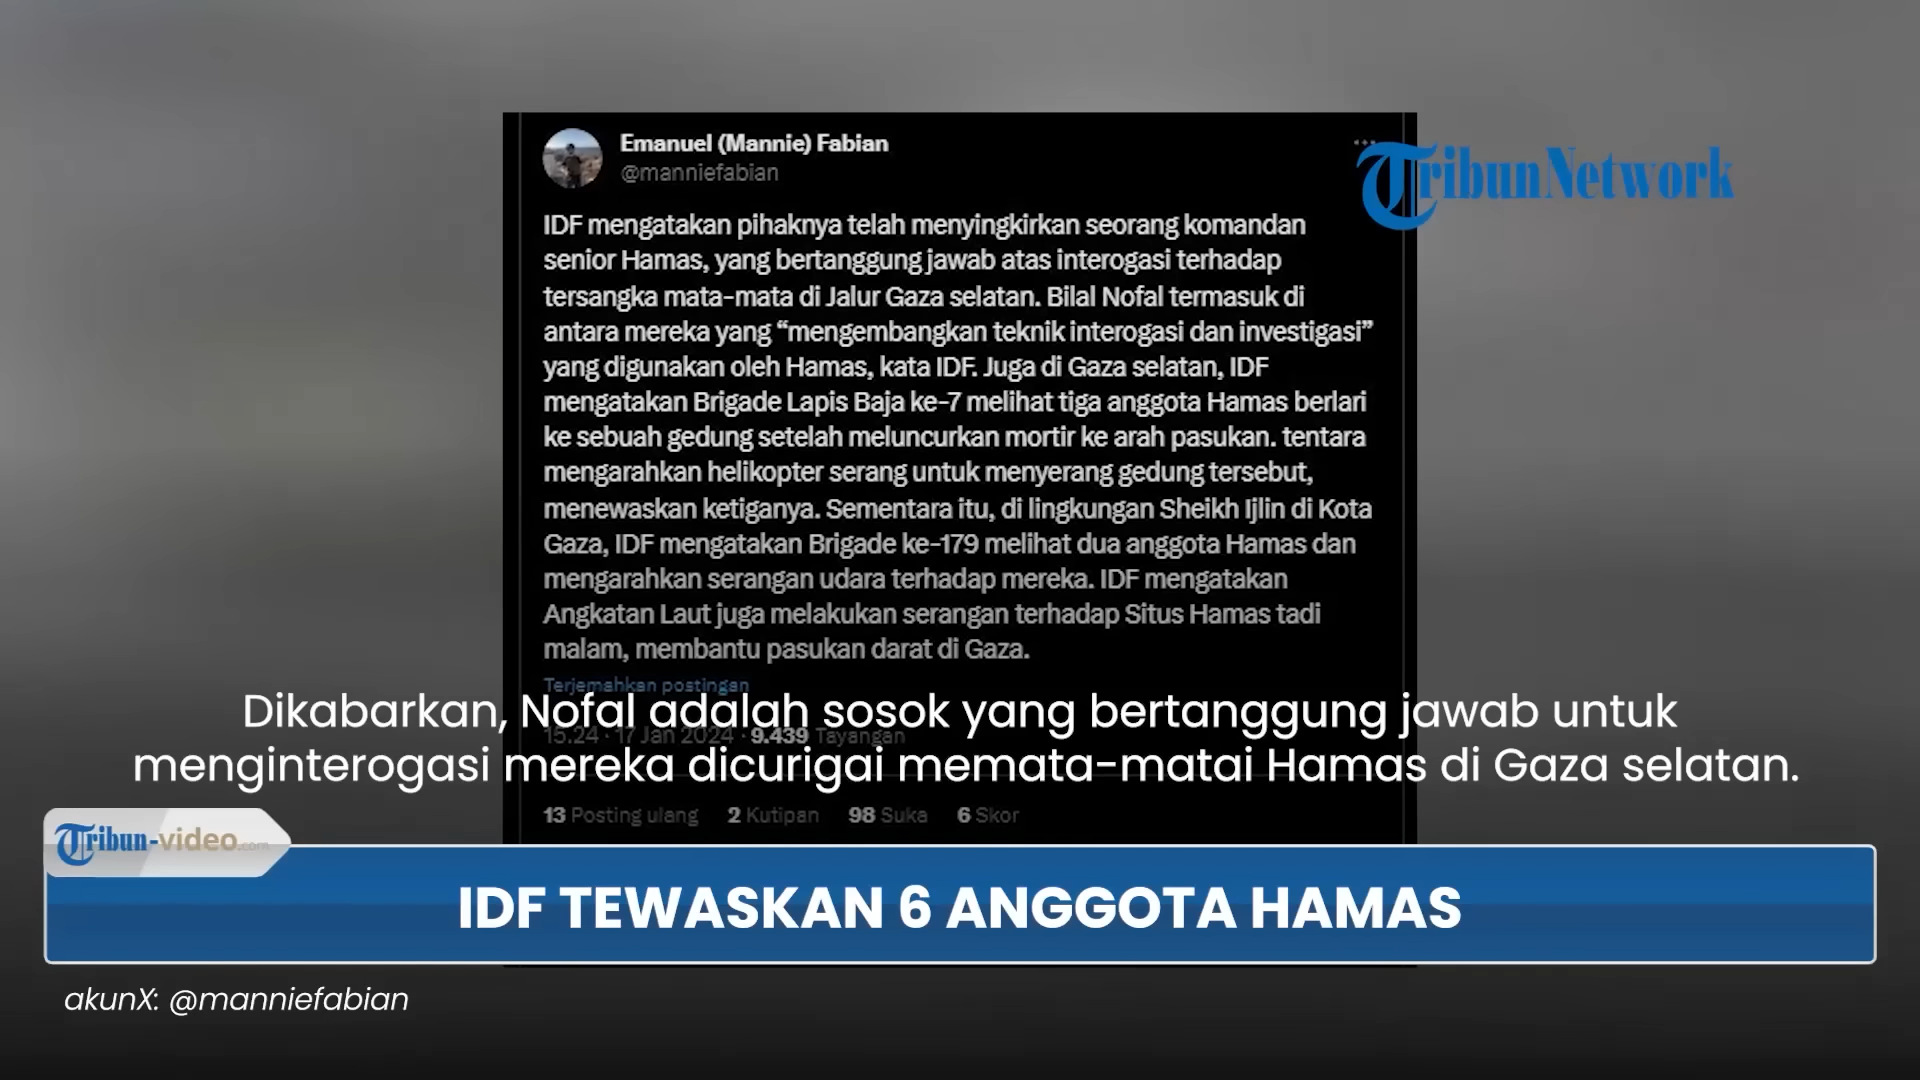 Emanuel (Mannie) Fabian
@manniefabian
TribunNetwork
IDF mengatakan pihaknya telah menyingkirkan seorang komandan
senior Hamas, yang bertanggung jawab atas interogasi terhadap
tersangka mata-mata di Jalur Gaza selatan. Bilal Nofal termasuk di
antara mereka yang “mengembangkan teknik interogasi dan investigasi”
yang digunakan oleh Hamas, kata IDF. Juga di Gaza selatan, IDF
mengatakan Brigade Lapis Baja ke-7 melihat tiga anggota Hamas berlari
ke sebuah gedung setelah meluncurkan mortir ke arah pasukan. tentara
mengarahkan helikopter serang untuk menyerang gedung tersebut,
menewaskan ketiganya. Sementara itu, di lingkungan Sheikh Ijlin di Kota
Gaza, IDF mengatakan Brigade ke-179 melihat dua anggota Hamas dan
mengarahkan serangan udara terhadap mereka. IDF mengatakan
Angkatan Laut juga melakukan serangan terhadap Situs Hamas tadi
malam, membantu pasukan darat di Gaza.
Terjemahkan postingan
Dikabarkan, Nofal adalah sosok yang bertanggung jawab untuk
15.24 · 17 Jan 2024 · 9.439 Tayangan
menginterogasi mereka dicurigai memata-matai Hamas di Gaza selatan.
13 Posting ulang 2 Kutipan 98 Suka 6 Skor
Tribun-video.com
IDF TEWASKAN 6 ANGGOTA HAMAS
akunX: @manniefabian